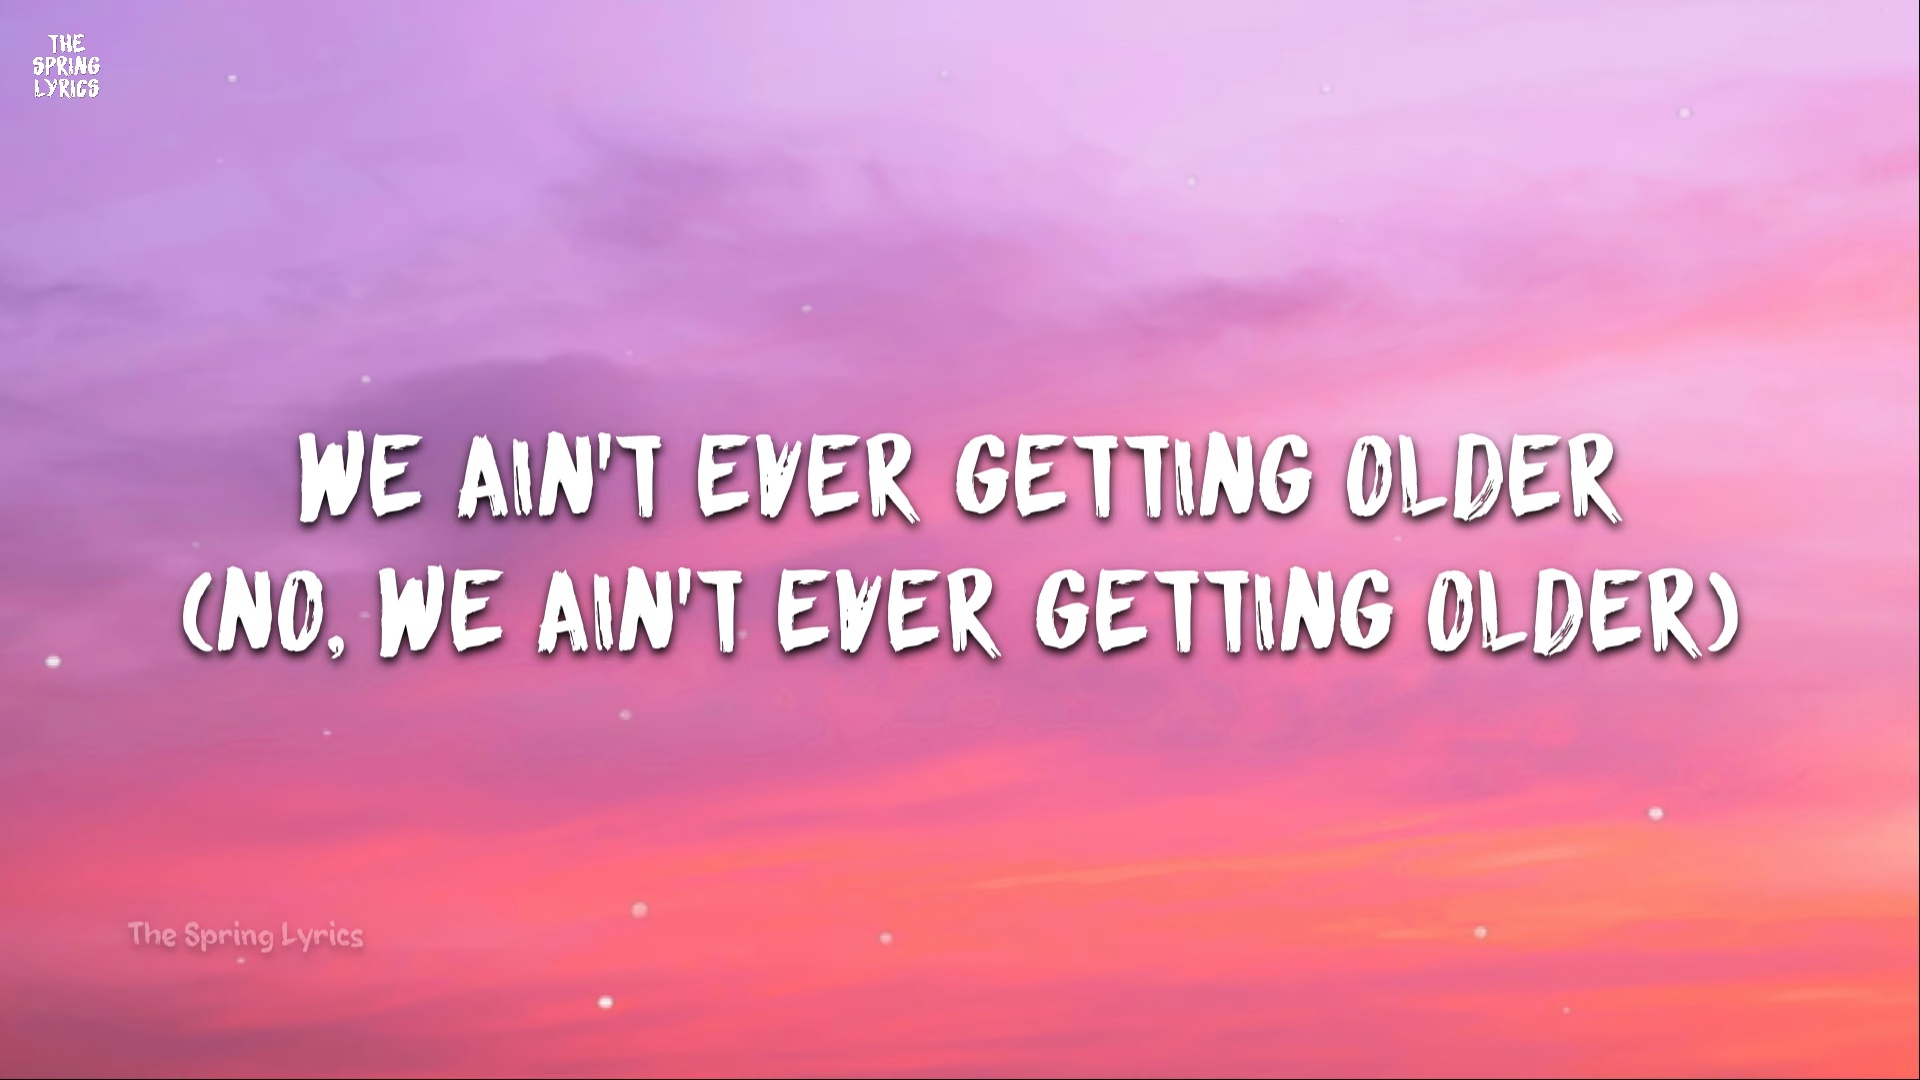 THE
SPRING
LYRICS
WE AIN'T EVER GETTING OLDER
(NO, WE AIN'T EVER GETTING OLDER)
The Spring Lyrics